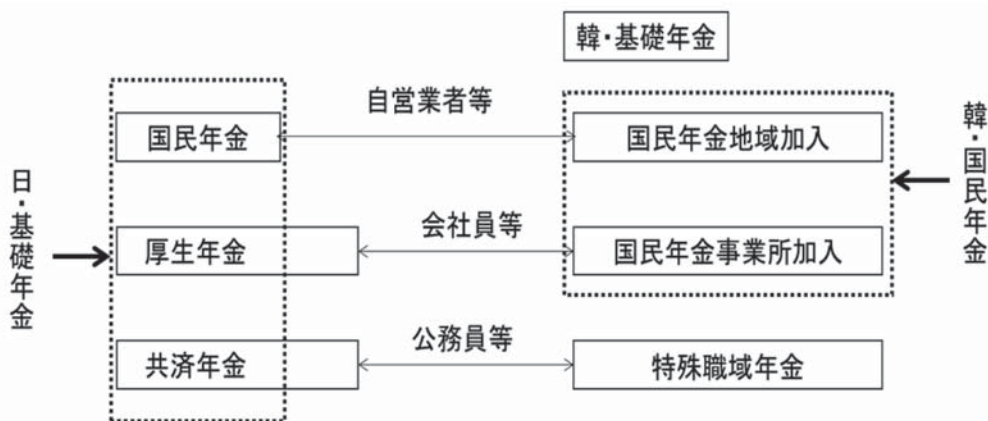 韓・基礎年金
自営業者等
国民年金
国民年金地域加入
日・基礎年金
韓・国民年金
会社員等
厚生年金
国民年金事業所加入
公務員等
共済年金
特殊職域年金